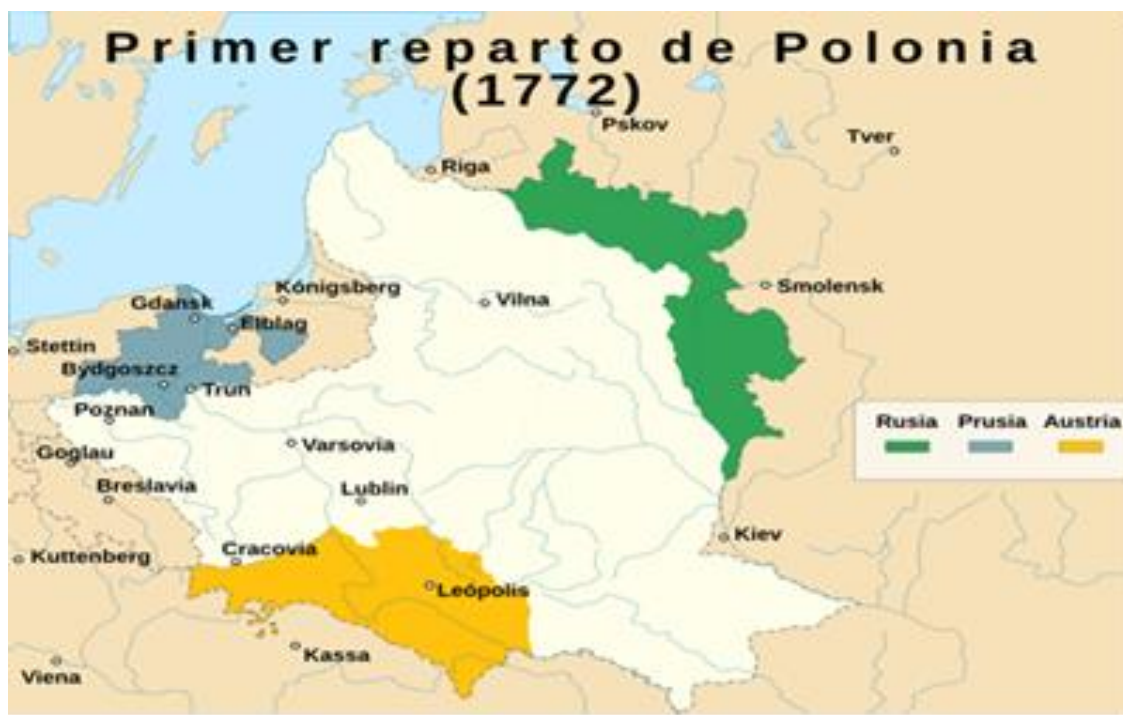 Primer reparto de Polonia
(1772)
Pskov
Tver
Riga
Smolensk
Kónigsberg
Vilna
Gdansk
Elblag
Stettin
Bydgoszcz
Trun
Poznan
Rusia Prusia Austria
Varsovia
Goglau
Breslavia
Lublin
Kiev
Cracovia
Kuttenberg
Leópolis
Kassa
Viena